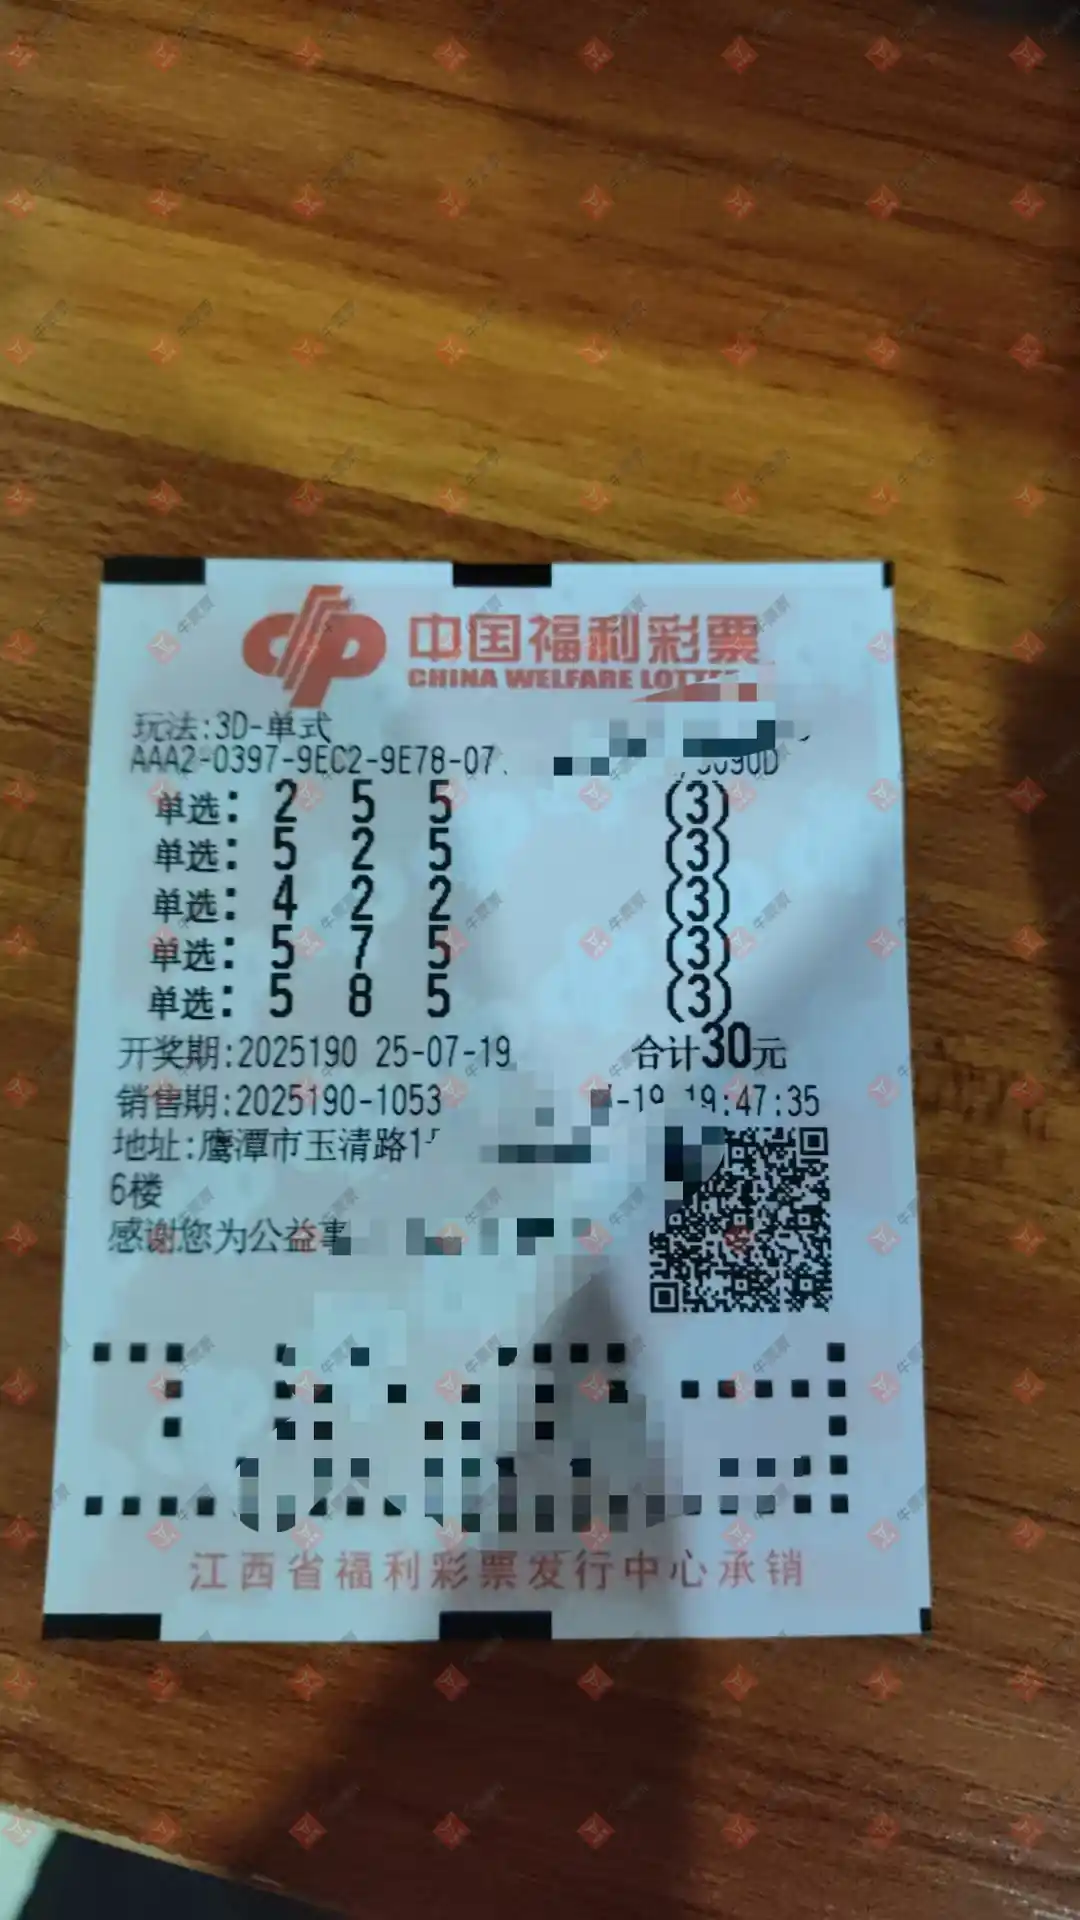 中国福利彩票
CHINA WELFARE
玩法:3D-单式
AAA2-0397-9EC2-9E78-07
单选: 2 5 5 (3)
单选: 5 2 5 (3)
单选: 4 2 2 (3)
单选: 5 7 5 (3)
单选: 5 8 5 (3)
开奖期:2025190 25-07-19 合计30元
销售期:2025190-1053 -19 19:47:35
地址:鹰潭市玉清路
6楼
感谢您为公益事
江西省福利彩票发行中心承销